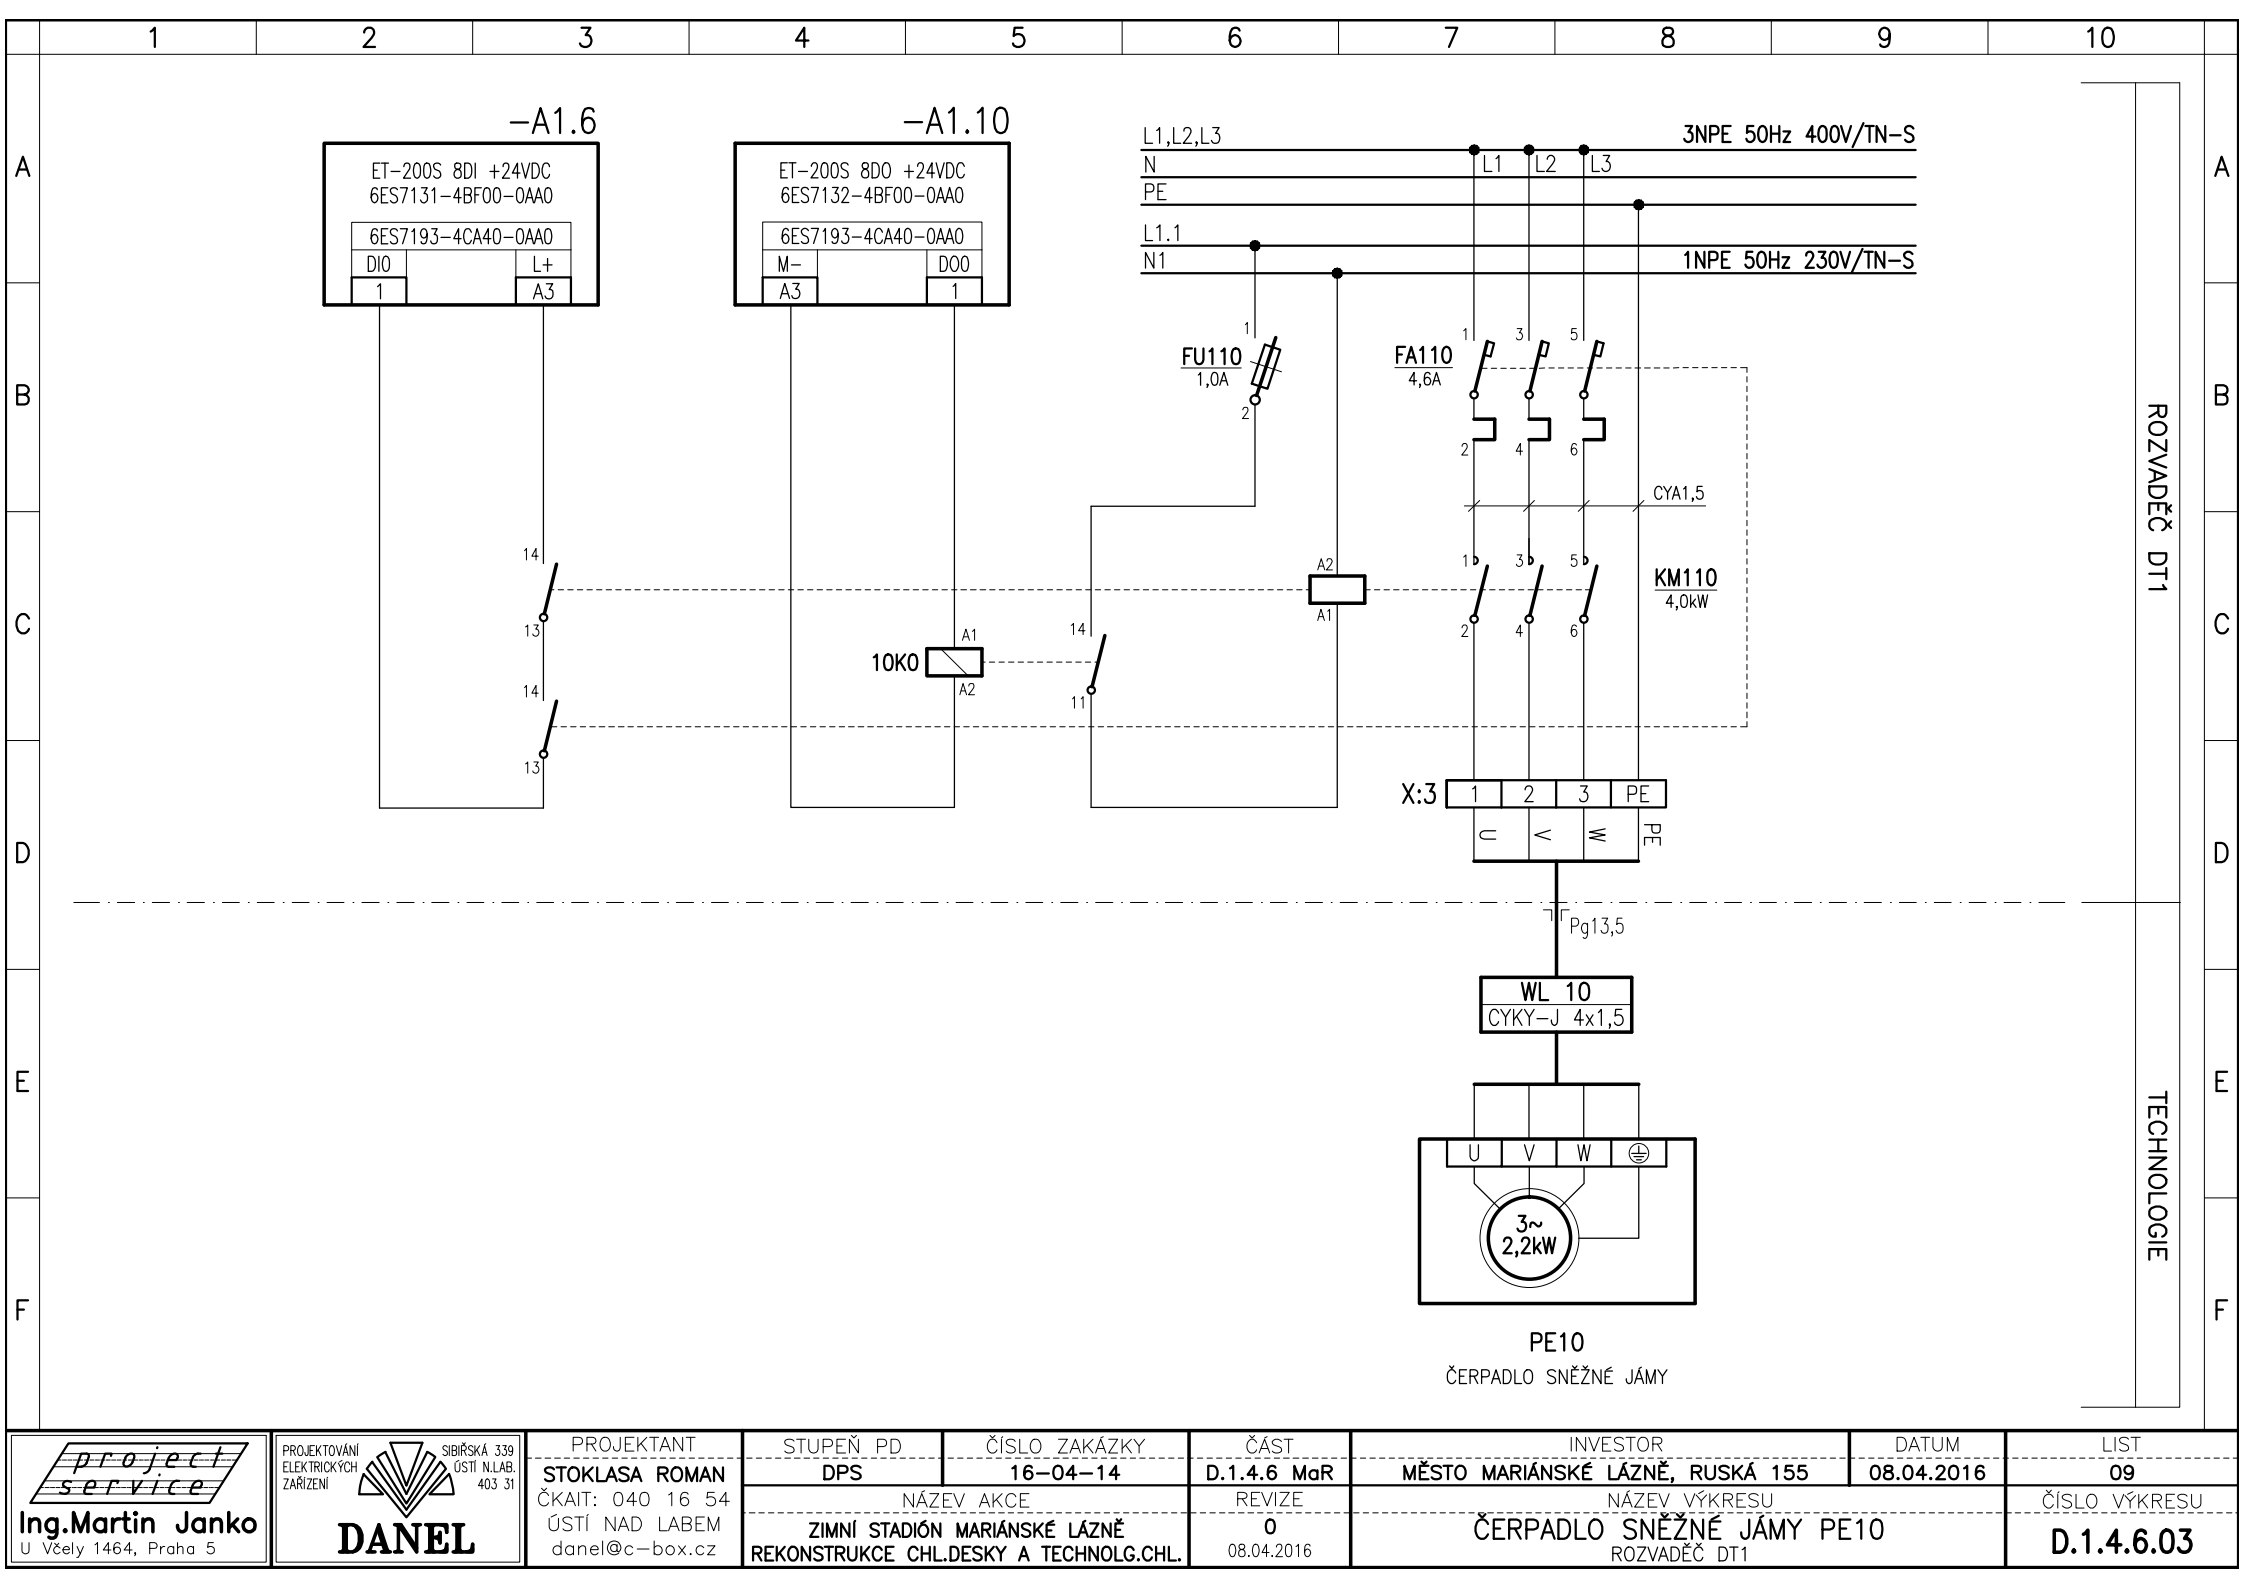 1 2 3 4 5 6 7 8 9 10
A A
B B
C C
D D
E E
F F
-A1.6
ET-200S 8DI +24VDC
6ES7131-4BF00-0AA0
6ES7193-4CA40-0AA0
DI0 L+
1 A3
-A1.10
ET-200S 8DO +24VDC
6ES7132-4BF00-0AA0
6ES7193-4CA40-0AA0
M- DO0
A3 1
L1,L2,L3 3NPE 50Hz 400V/TN-S
N L1 L2 L3
PE
L1.1
N1 1NPE 50Hz 230V/TN-S
1
FU110
1,0A
2
FA110
4,6A
1 3 5
2 4 6
CYA1,5
14
13
14
13
A2
A1
1 3 5
2 4 6
KM110
4,0kW
10K0
A1
A2
14
11
X:3 1 2 3 PE
U V W PE
Pg13,5
WL 10
CYKY-J 4x1,5
U V W
3~
2,2kW
PE10
ČERPADLO SNĚŽNÉ JÁMY
ROZVADĚČ DT1
TECHNOLOGIE
project
service
Ing.Martin Janko
U Včely 1464, Praha 5
PROJEKTOVÁNÍ
ELEKTRICKÝCH
ZAŘÍZENÍ
SIBIŘSKÁ 339
ÚSTÍ N.LAB.
403 31
DANEL
PROJEKTANT
STOKLASA ROMAN
ČKAIT: 040 16 54
ÚSTÍ NAD LABEM
danel@c-box.cz
STUPEŇ PD
DPS
ČÍSLO ZAKÁZKY
16-04-14
NÁZEV AKCE
ZIMNÍ STADIÓN MARIÁNSKÉ LÁZNĚ
REKONSTRUKCE CHL.DESKY A TECHNOLG.CHL.
ČÁST
D.1.4.6 MaR
REVIZE
0
08.04.2016
INVESTOR
MĚSTO MARIÁNSKÉ LÁZNĚ, RUSKÁ 155
NÁZEV VÝKRESU
ČERPADLO SNĚŽNÉ JÁMY PE10
ROZVADĚČ DT1
DATUM
08.04.2016
LIST
09
ČÍSLO VÝKRESU
D.1.4.6.03